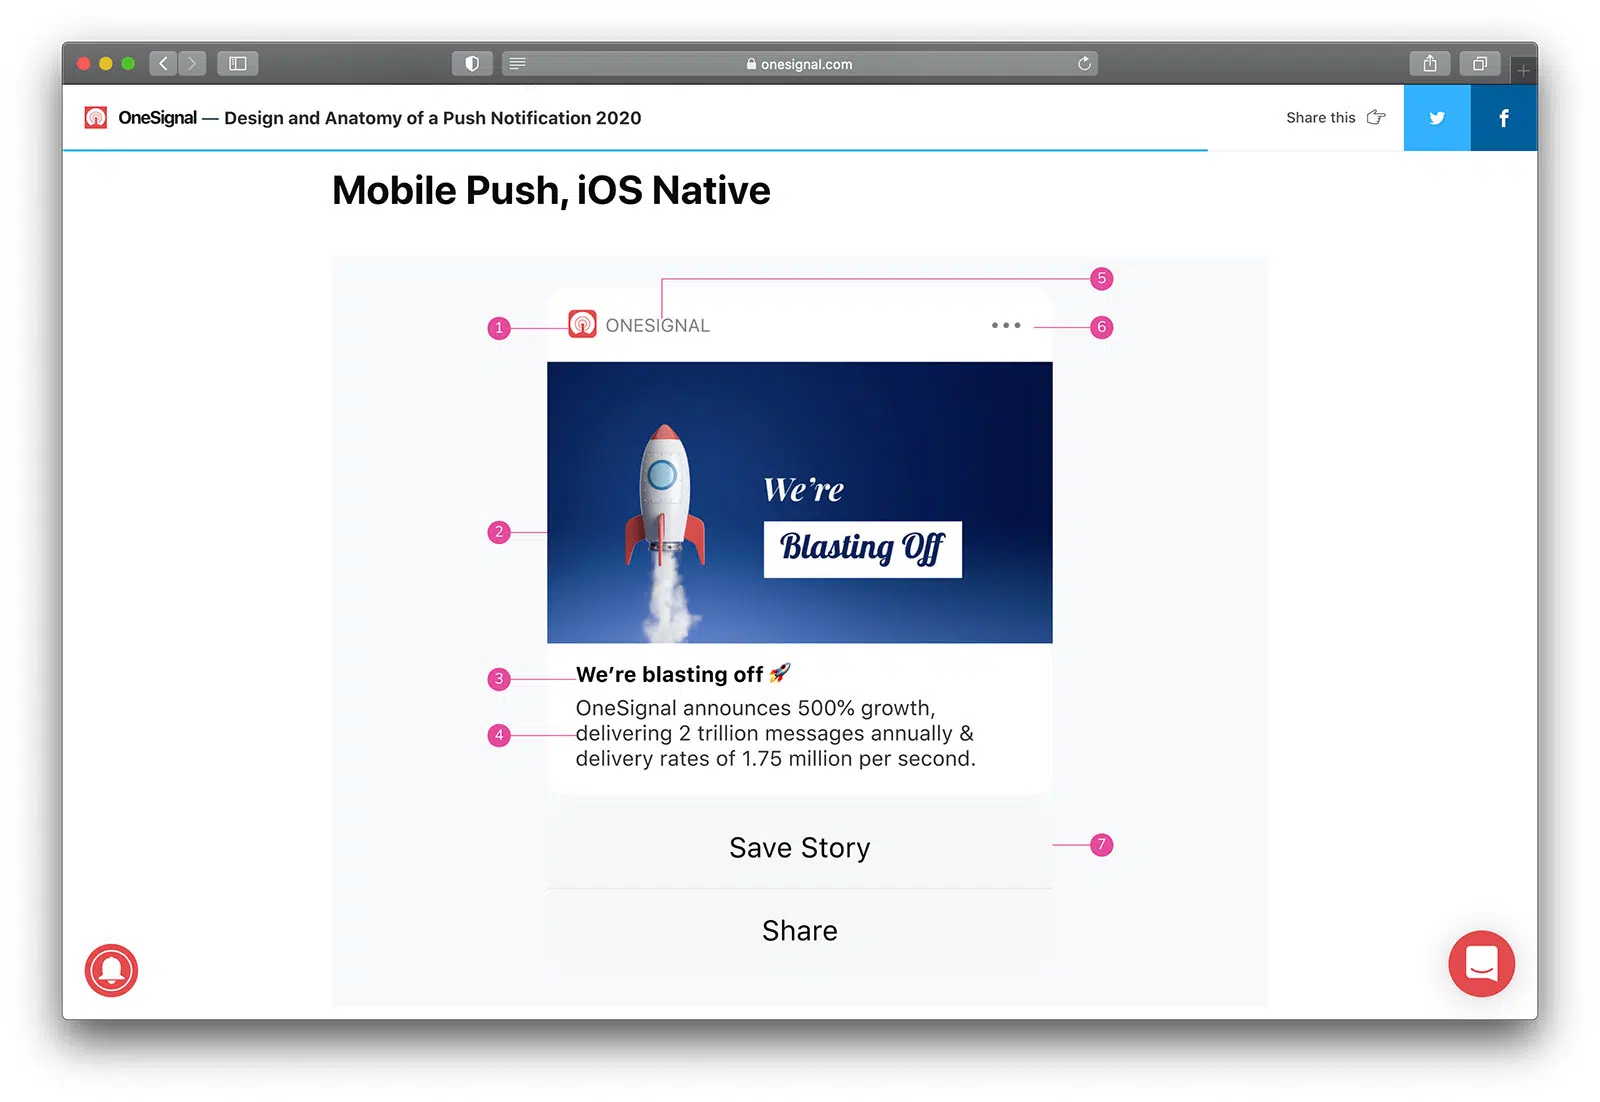 onesignal.com
OneSignal — Design and Anatomy of a Push Notification 2020
Share this
Mobile Push, iOS Native
5
1
ONESIGNAL
6
We're
Blasting Off
2
3
We're blasting off 🚀
4
OneSignal announces 500% growth,
delivering 2 trillion messages annually &
delivery rates of 1.75 million per second.
Save Story
7
Share